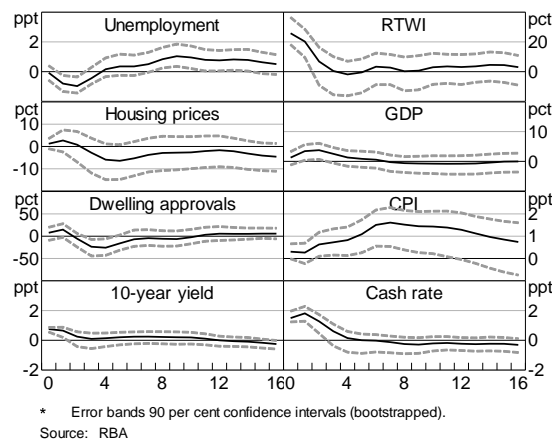 ppt Unemployment RTWI pct
2 20
0 0
pct Housing prices GDP pct
10 10
0 0
-10
pct Dwelling approvals CPI ppt
50 2
0 1
-50 0
ppt 10-year yield Cash rate ppt
2 2
0 0
-2 -2
0 4 8 12 16 0 4 8 12 16
* Error bands 90 per cent confidence intervals (bootstrapped).
Source: RBA